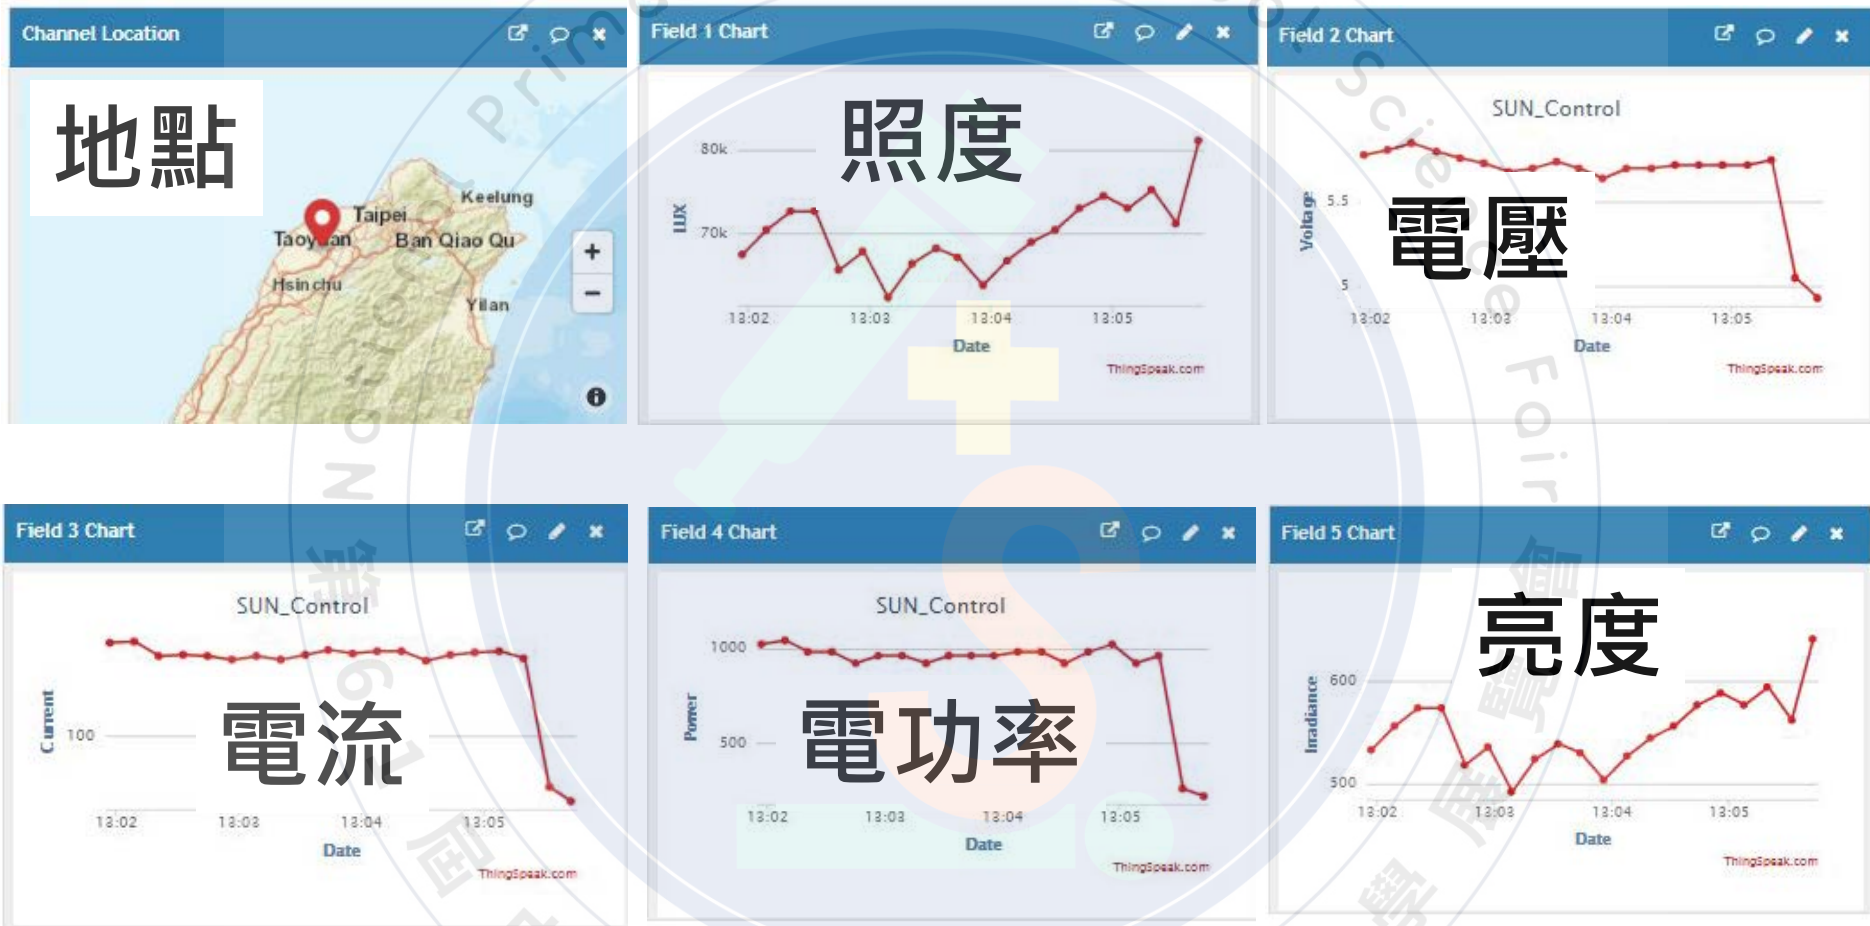 Channel Location
地點
Keelung
Taipei
Taoyuan
Ban Qiao Qu
Hsinchu
Yilan
+
−
Field 1 Chart
照度
LUX
80k
70k
13:02
13:03
13:04
13:05
Date
ThingSpeak.com
Field 2 Chart
SUN_Control
電壓
Voltage
5.5
5
13:02
13:03
13:04
13:05
Date
ThingSpeak.com
Field 3 Chart
SUN_Control
電流
Current
100
13:02
13:03
13:04
13:05
Date
ThingSpeak.com
Field 4 Chart
SUN_Control
電功率
Power
1000
500
13:02
13:03
13:04
13:05
Date
ThingSpeak.com
Field 5 Chart
亮度
Irradiance
600
500
13:02
13:03
13:04
13:05
Date
ThingSpeak.com